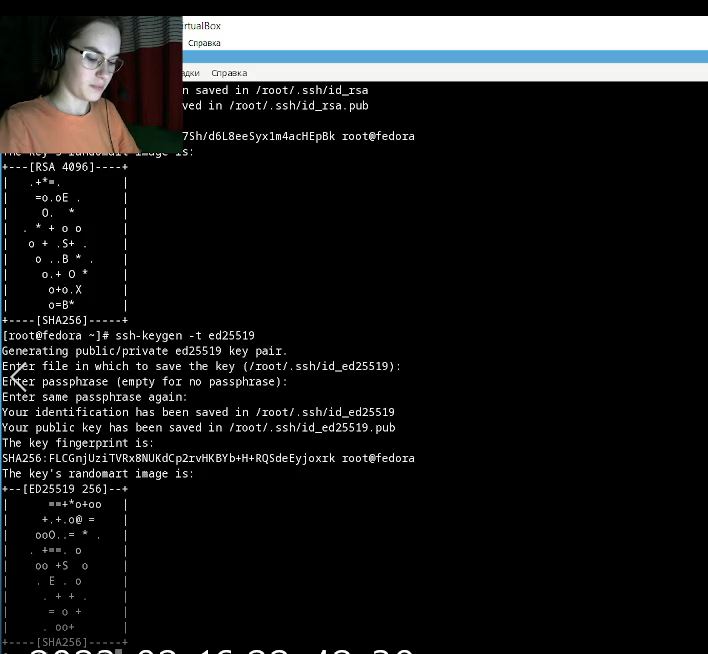 rtualBox
Справка
адки Справка
n saved in /root/.ssh/id_rsa
ved in /root/.ssh/id_rsa.pub
7Sh/d6L8eeSyx1m4acHEpBk root@fedora
The key's randomart image is:
+---[RSA 4096]----+
|   .+*=.         |
|    =o.oE .      |
|     O.  *       |
|  . * + o o      |
|   o + .S+ .     |
|    o ..B * .    |
|     o.+ O *     |
|      o+o.X      |
|      o=B*       |
+----[SHA256]-----+
[root@fedora ~]# ssh-keygen -t ed25519
Generating public/private ed25519 key pair.
Enter file in which to save the key (/root/.ssh/id_ed25519):
Enter passphrase (empty for no passphrase):
Enter same passphrase again:
Your identification has been saved in /root/.ssh/id_ed25519
Your public key has been saved in /root/.ssh/id_ed25519.pub
The key fingerprint is:
SHA256:FLCGnjUziTVRx8NUKdCp2rvHKBYb+H+RQSdeEyjoxrk root@fedora
The key's randomart image is:
+--[ED25519 256]--+
|      ==+*o+oo   |
|     +.+.o@ =    |
|    ooO..= * .   |
|   . +==. o      |
|    oo +S  o     |
|    . E . o      |
|     . + + .     |
|      = o +      |
|     . oo+       |
+----[SHA256]-----+